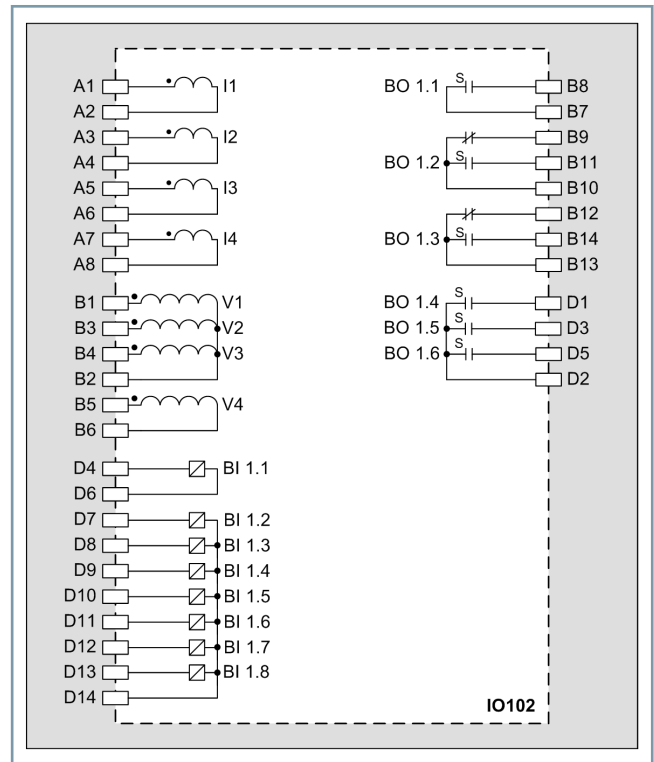 A1 I1 BO 1.1 S B8
A2 B7
A3 I2 B9
A4 BO 1.2 S B11
A5 I3 B10
A6 B12
A7 I4 BO 1.3 S B14
A8 B13
B1 V1 BO 1.4 S D1
B3 V2 BO 1.5 S D3
B4 V3 BO 1.6 S D5
B2 D2
B5 V4
B6
D4 BI 1.1
D6
D7 BI 1.2
D8 BI 1.3
D9 BI 1.4
D10 BI 1.5
D11 BI 1.6
D12 BI 1.7
D13 BI 1.8
D14
IO102